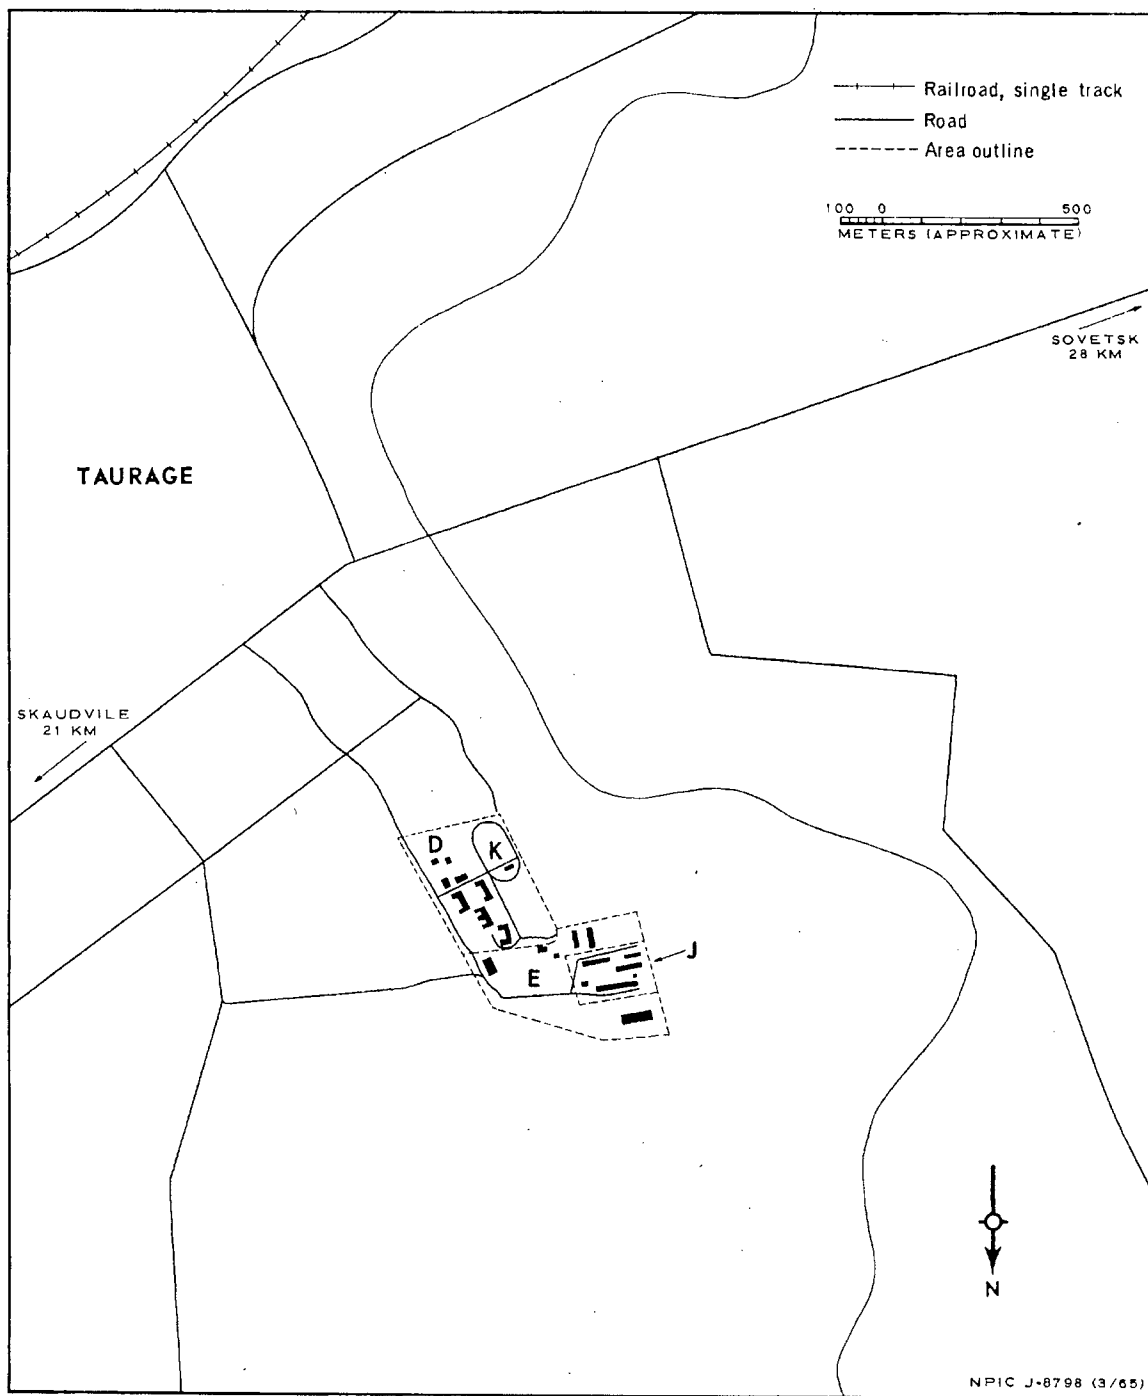 Railroad, single track
Road
Area outline
100 0 500
METERS (APPROXIMATE)
SOVETSK
28 KM
TAURAGE
SKAUDVILE
21 KM
D
K
J
E
N
NPIC J-8798 (3/65)